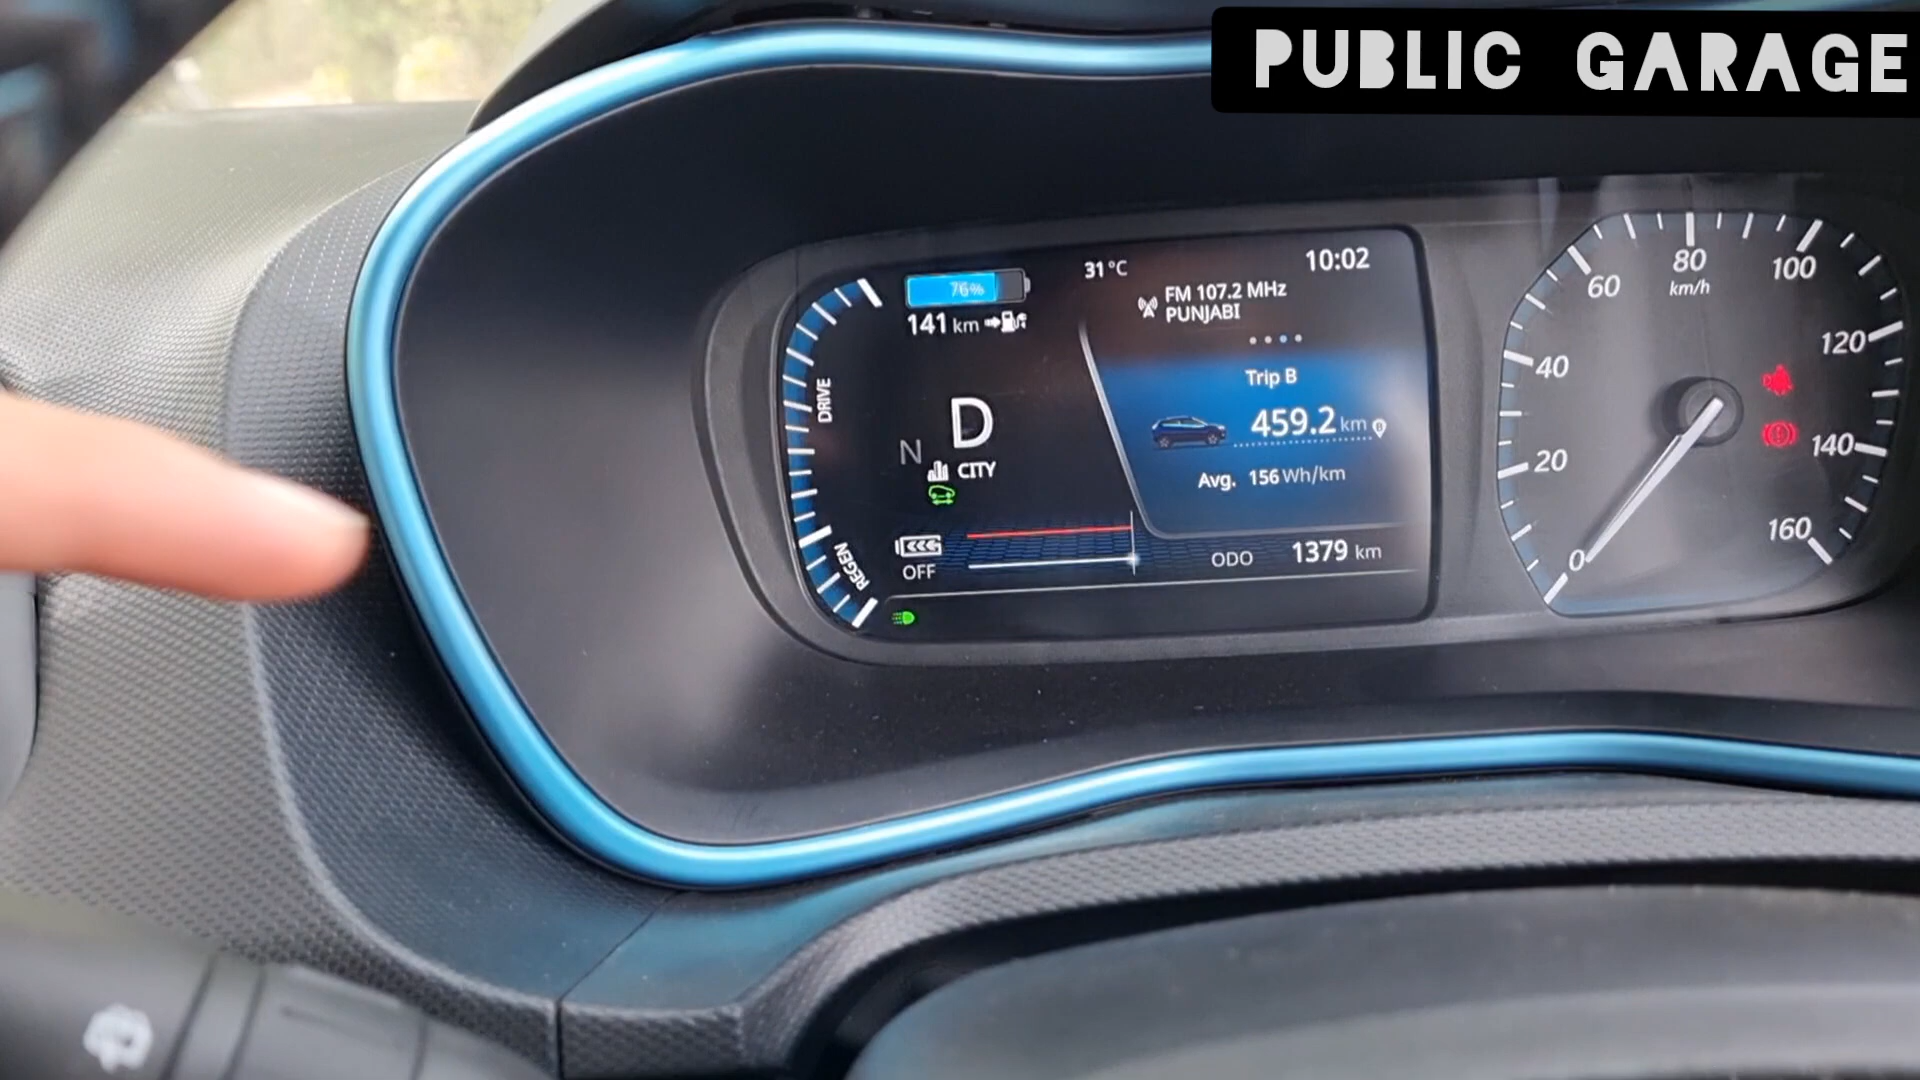 PUBLIC GARAGE
76%
31°C
10:02
141 km
FM 107.2 MHz
PUNJABI
DRIVE
Trip B
D
459.2 km
N
CITY
Avg. 156 Wh/km
REGEN
OFF
ODO 1379 km
0
20
40
60
80
km/h
100
120
140
160